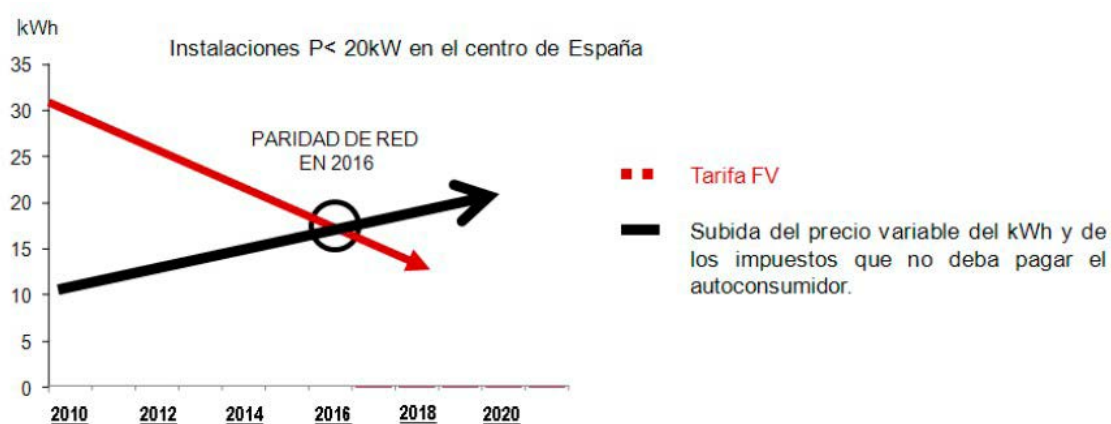 kWh
Instalaciones P< 20kW en el centro de España
35
30
25
20
15
10
5
0
PARIDAD DE RED
EN 2016
2010 2012 2014 2016 2018 2020
Tarifa FV
Subida del precio variable del kWh y de
los impuestos que no deba pagar el
autoconsumidor.